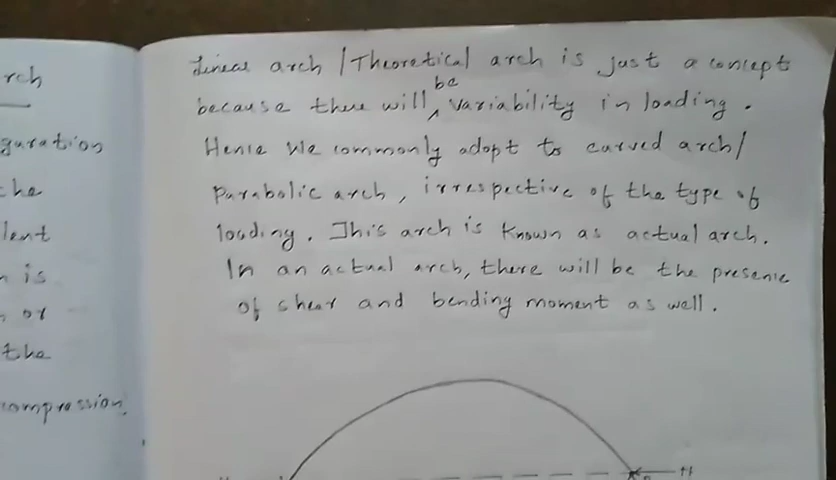 rch
guration
the
lent
n is
n or
the
compression.
Linear arch / Theoretical arch is just a concept
be
because there will ^ variability in loading.
Hence We commonly adopt to curved arch/
Parabolic arch, irrespective of the type of
loading. This arch is known as actual arch.
In an actual arch, there will be the presence
of shear and bending moment as well.
H